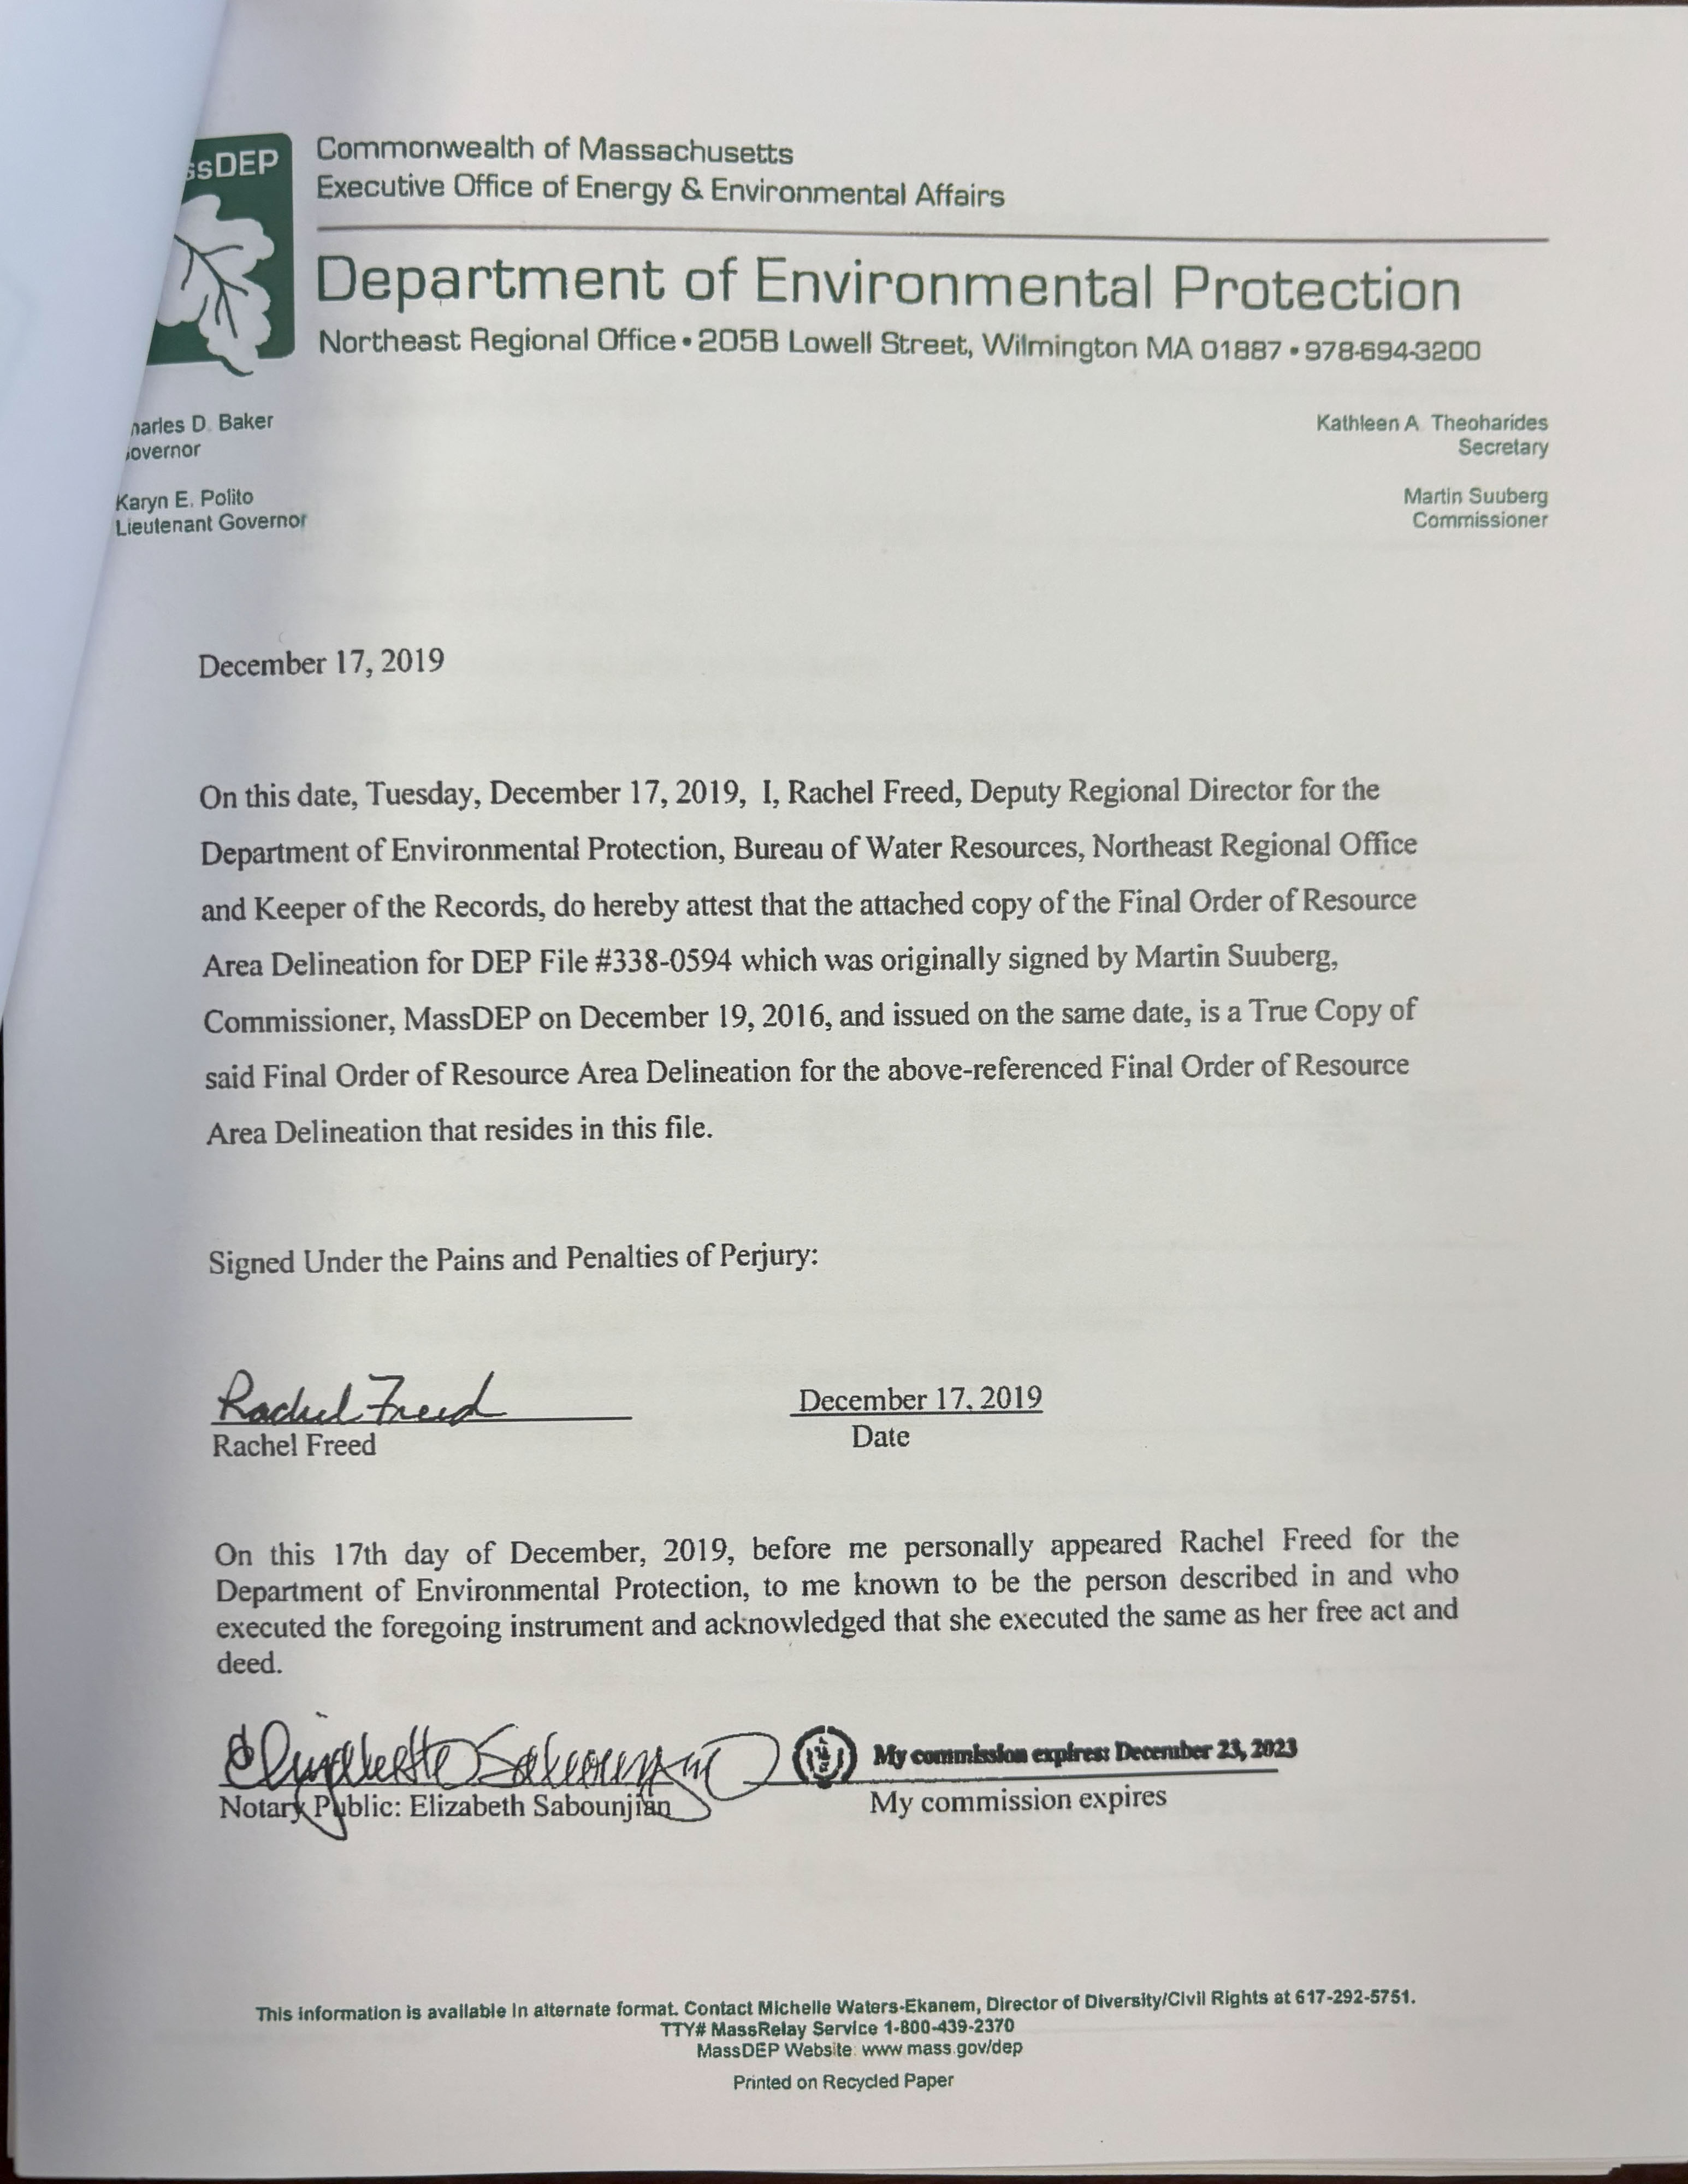 ssDEP
Commonwealth of Massachusetts
Executive Office of Energy & Environmental Affairs
Department of Environmental Protection
Northeast Regional Office • 205B Lowell Street, Wilmington MA 01887 • 978-694-3200
harles D. Baker
overnor
Karyn E. Polito
Lieutenant Governor
Kathleen A. Theoharides
Secretary
Martin Suuberg
Commissioner
December 17, 2019
On this date, Tuesday, December 17, 2019, I, Rachel Freed, Deputy Regional Director for the
Department of Environmental Protection, Bureau of Water Resources, Northeast Regional Office
and Keeper of the Records, do hereby attest that the attached copy of the Final Order of Resource
Area Delineation for DEP File #338-0594 which was originally signed by Martin Suuberg,
Commissioner, MassDEP on December 19, 2016, and issued on the same date, is a True Copy of
said Final Order of Resource Area Delineation for the above-referenced Final Order of Resource
Area Delineation that resides in this file.
Signed Under the Pains and Penalties of Perjury:
Rachel Freed
December 17, 2019
Rachel Freed
Date
On this 17th day of December, 2019, before me personally appeared Rachel Freed for the
Department of Environmental Protection, to me known to be the person described in and who
executed the foregoing instrument and acknowledged that she executed the same as her free act and
deed.
Elizabeth Sabounjian
My commission expires: December 23, 2023
Notary Public: Elizabeth Sabounjian
My commission expires
This information is available in alternate format. Contact Michelle Waters-Ekanem, Director of Diversity/Civil Rights at 617-292-5751.
TTY# MassRelay Service 1-800-439-2370
MassDEP Website: www.mass.gov/dep
Printed on Recycled Paper